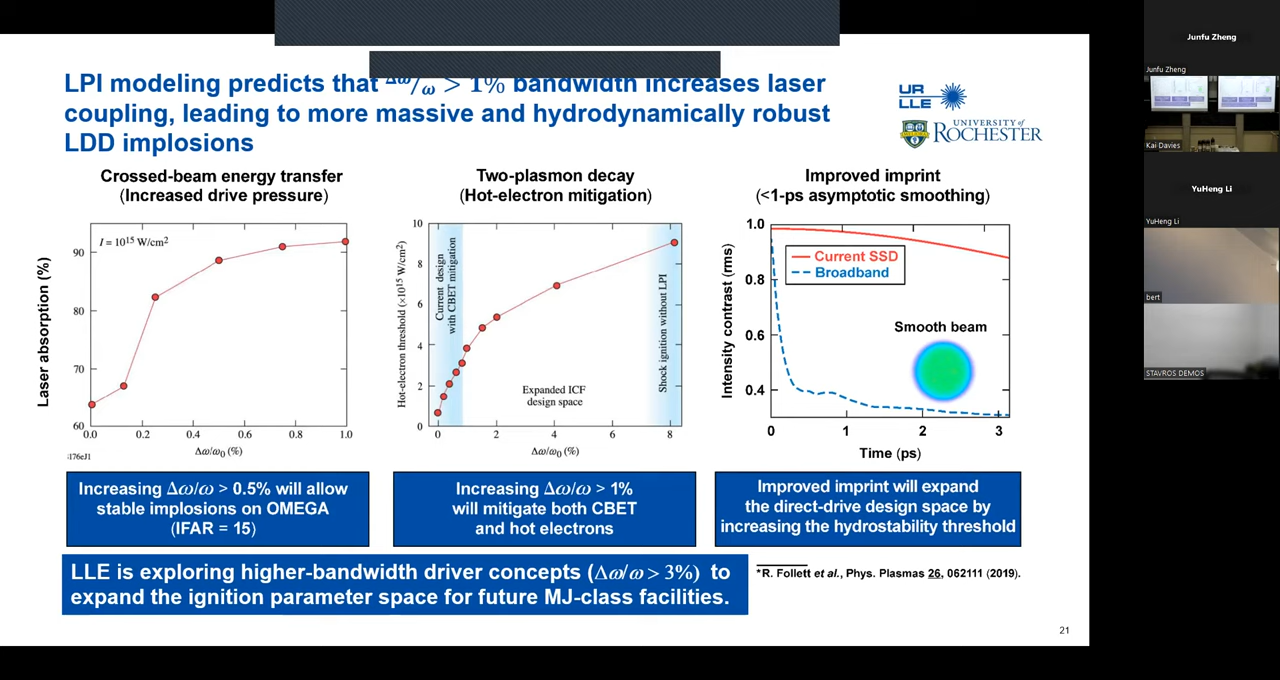 LPI modeling predicts that Δω/ω > 1% bandwidth increases laser
coupling, leading to more massive and hydrodynamically robust
LDD implosions
UR
LLE
UNIVERSITY of
ROCHESTER
Crossed-beam energy transfer
(Increased drive pressure)
I = 10¹⁵ W/cm²
Laser absorption (%)
90
80
70
60
0.0 0.2 0.4 0.6 0.8 1.0
Δω/ω₀ (%)
Two-plasmon decay
(Hot-electron mitigation)
Hot-electron threshold (×10¹⁵ W/cm²)
10
8
6
4
2
0
Current design
with CBET mitigation
Shock ignition without LPI
Expanded ICF
design space
0 2 4 6 8
Δω/ω₀ (%)
Improved imprint
(<1-ps asymptotic smoothing)
Intensity contrast (rms)
1.0
0.8
0.6
0.4
Current SSD
Broadband
Smooth beam
0 1 2 3
Time (ps)
Increasing Δω/ω > 0.5% will allow
stable implosions on OMEGA
(IFAR = 15)
Increasing Δω/ω > 1%
will mitigate both CBET
and hot electrons
Improved imprint will expand
the direct-drive design space by
increasing the hydrostability threshold
LLE is exploring higher-bandwidth driver concepts (Δω/ω > 3%) to
expand the ignition parameter space for future MJ-class facilities.
*R. Follett et al., Phys. Plasmas 26, 062111 (2019).
21
Junfu Zheng
Junfu Zheng
Kai Davies
YuHeng Li
YuHeng Li
bert
STAVROS DEMOS